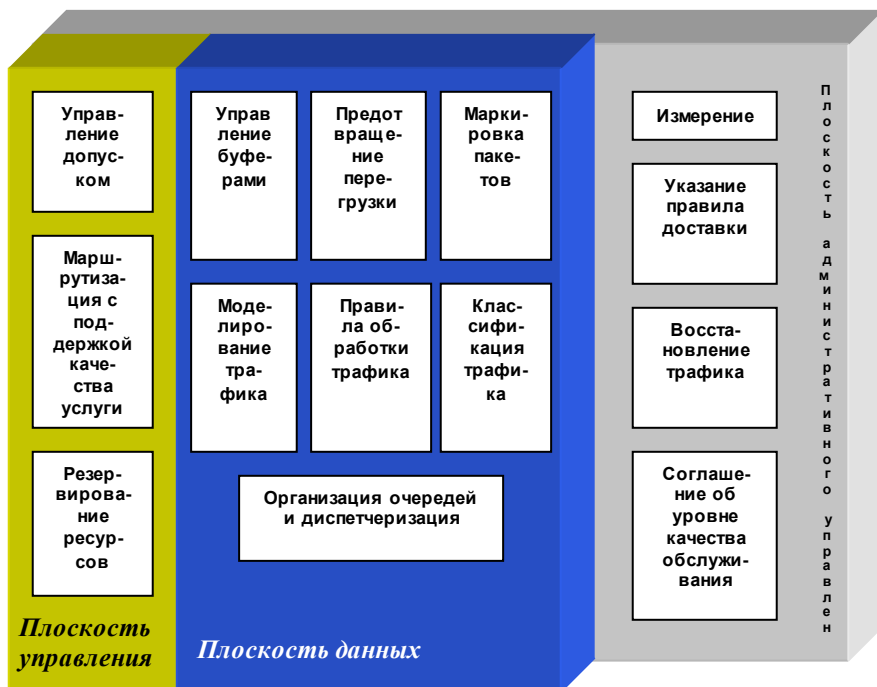 Управ-
ление
допус-
ком
Марш-
рутиза-
ция с
под-
держкой
каче-
ства
услуги
Резер-
вирова-
ние
ресур-
сов
Плоскость
управления
Управ
ление
буфе-
рами
Предот
враще-
ние
пере-
грузки
Марки-
ровка
паке-
тов
Моде-
лирово-
вание
тра-
фика
Прави-
ла об-
работки
трафика
Клас-
сифи-
кация
трафи-
ка
Организация очередей
и диспетчеризация
Плоскость данных
Измерение
Указание
правила
доставки
Восста-
новление
трафика
Соглаше-
ние об
уровне
качества
обслужи-
вания
Плоскость административного управлен